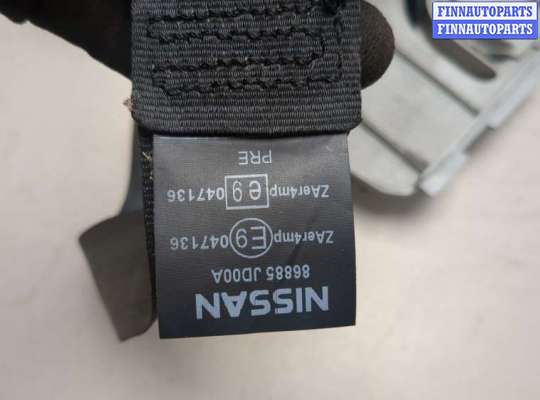 FINNAUTOPARTS
FINNAUTOPARTS
NISSAN
86885 JD00A
ZAer4mp E9 047136
ZAer4mp e9 047136
PRE